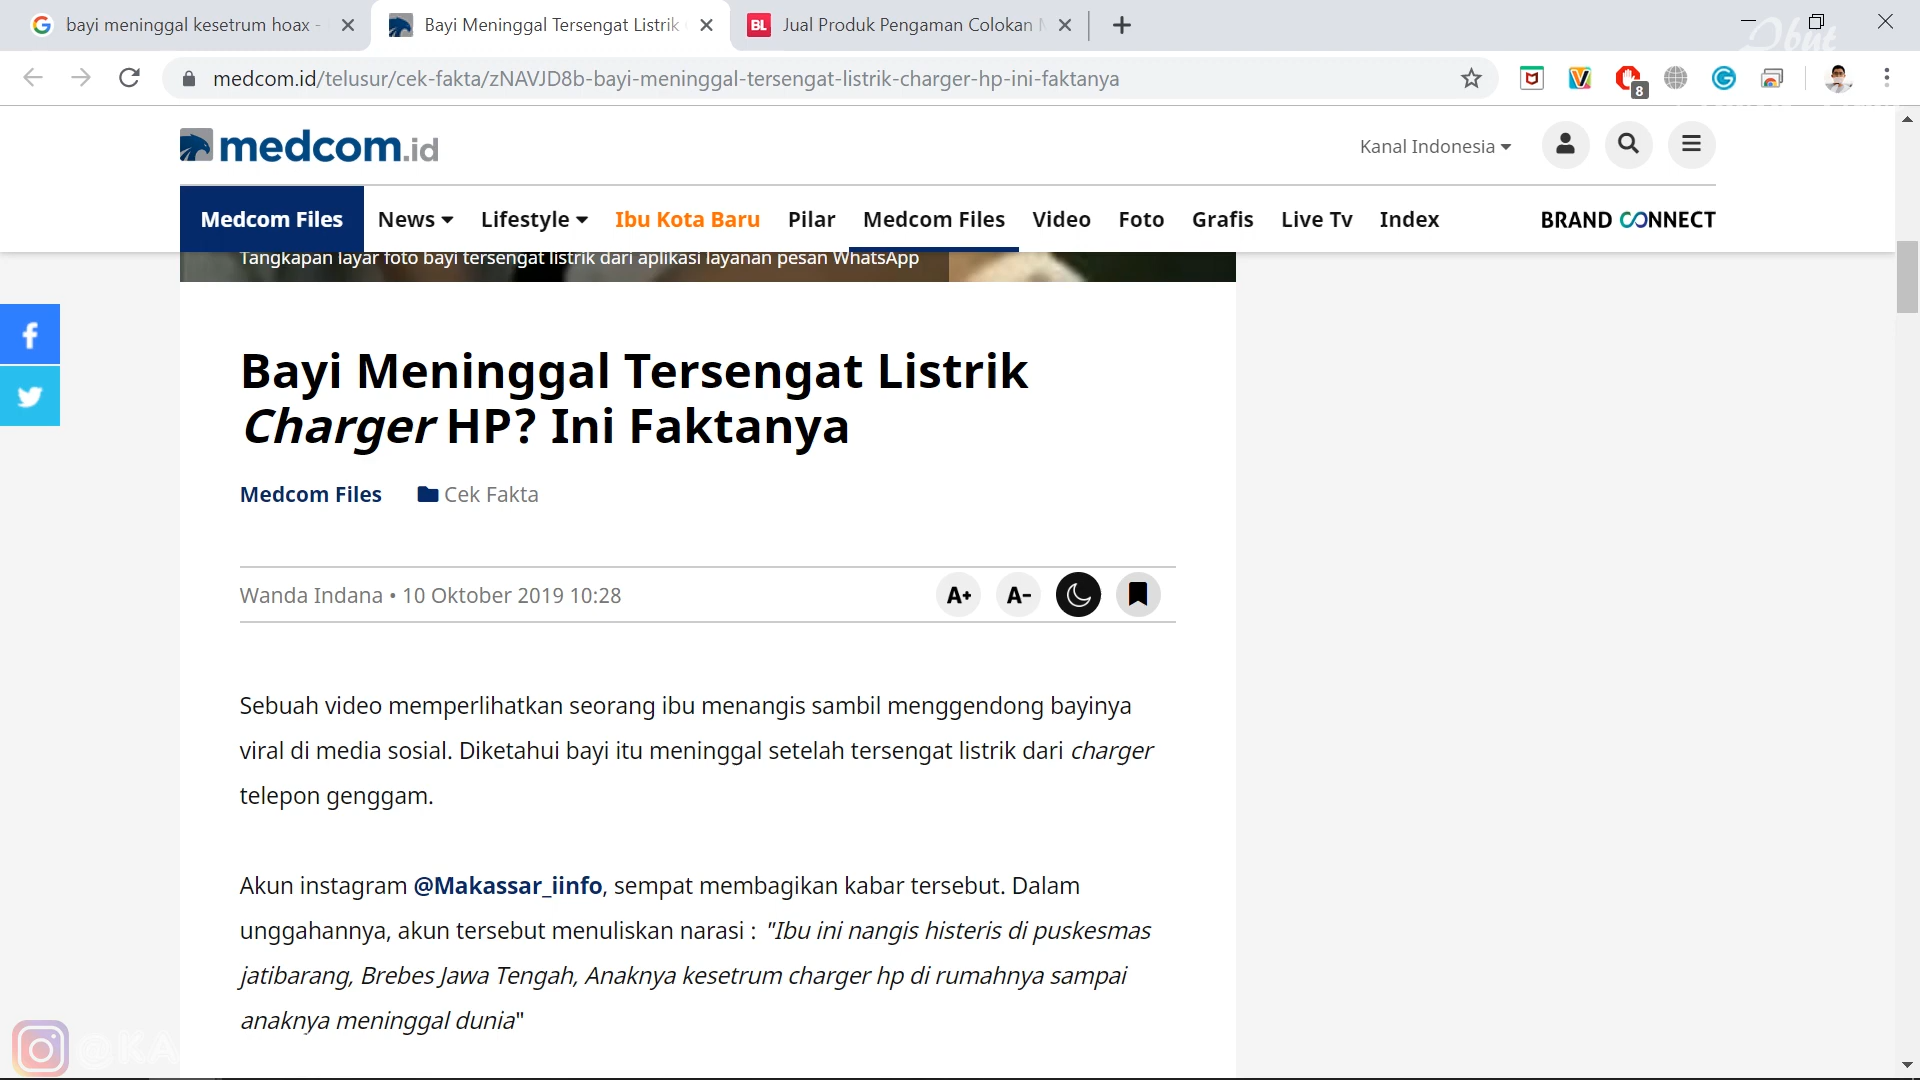 bayi meninggal kesetrum hoax -
Bayi Meninggal Tersengat Listrik
BL Jual Produk Pengaman Colokan
medcom.id/telusur/cek-fakta/zNAVJD8b-bayi-meninggal-tersengat-listrik-charger-hp-ini-faktanya
8
medcom.id
Kanal Indonesia
Medcom Files News Lifestyle Ibu Kota Baru Pilar Medcom Files Video Foto Grafis Live Tv Index BRAND CONNECT
Tangkapan layar foto bayi tersengat listrik dari aplikasi layanan pesan WhatsApp
Bayi Meninggal Tersengat Listrik
Charger HP? Ini Faktanya
Medcom Files Cek Fakta
Wanda Indana • 10 Oktober 2019 10:28 A+ A-
Sebuah video memperlihatkan seorang ibu menangis sambil menggendong bayinya
viral di media sosial. Diketahui bayi itu meninggal setelah tersengat listrik dari charger
telepon genggam.
Akun instagram @Makassar_iinfo, sempat membagikan kabar tersebut. Dalam
unggahannya, akun tersebut menuliskan narasi : "Ibu ini nangis histeris di puskesmas
jatibarang, Brebes Jawa Tengah, Anaknya kesetrum charger hp di rumahnya sampai
anaknya meninggal dunia"